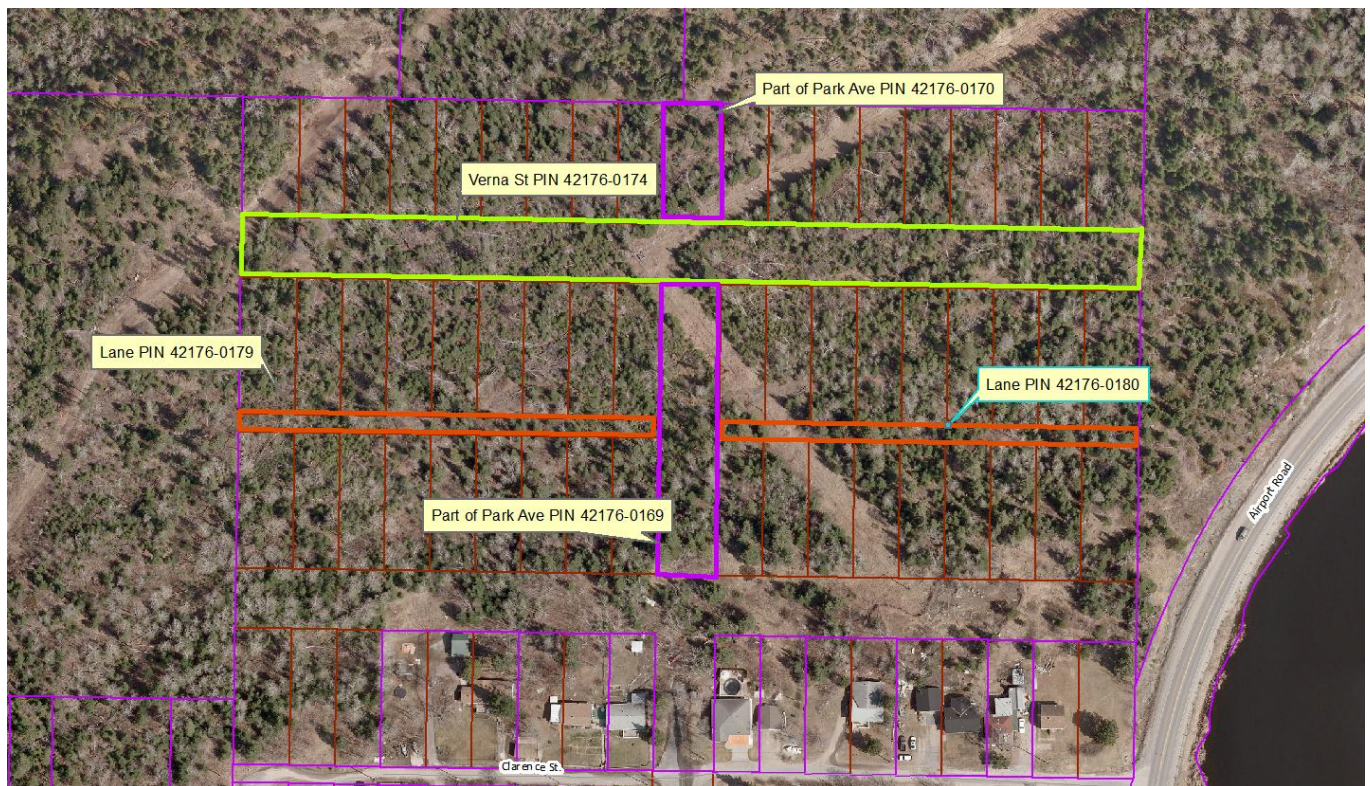 Part of Park Ave PIN 42176-0170
Verna St PIN 42176-0174
Lane PIN 42176-0179
Lane PIN 42176-0180
Part of Park Ave PIN 42176-0169
Airport Road
Clarence St.